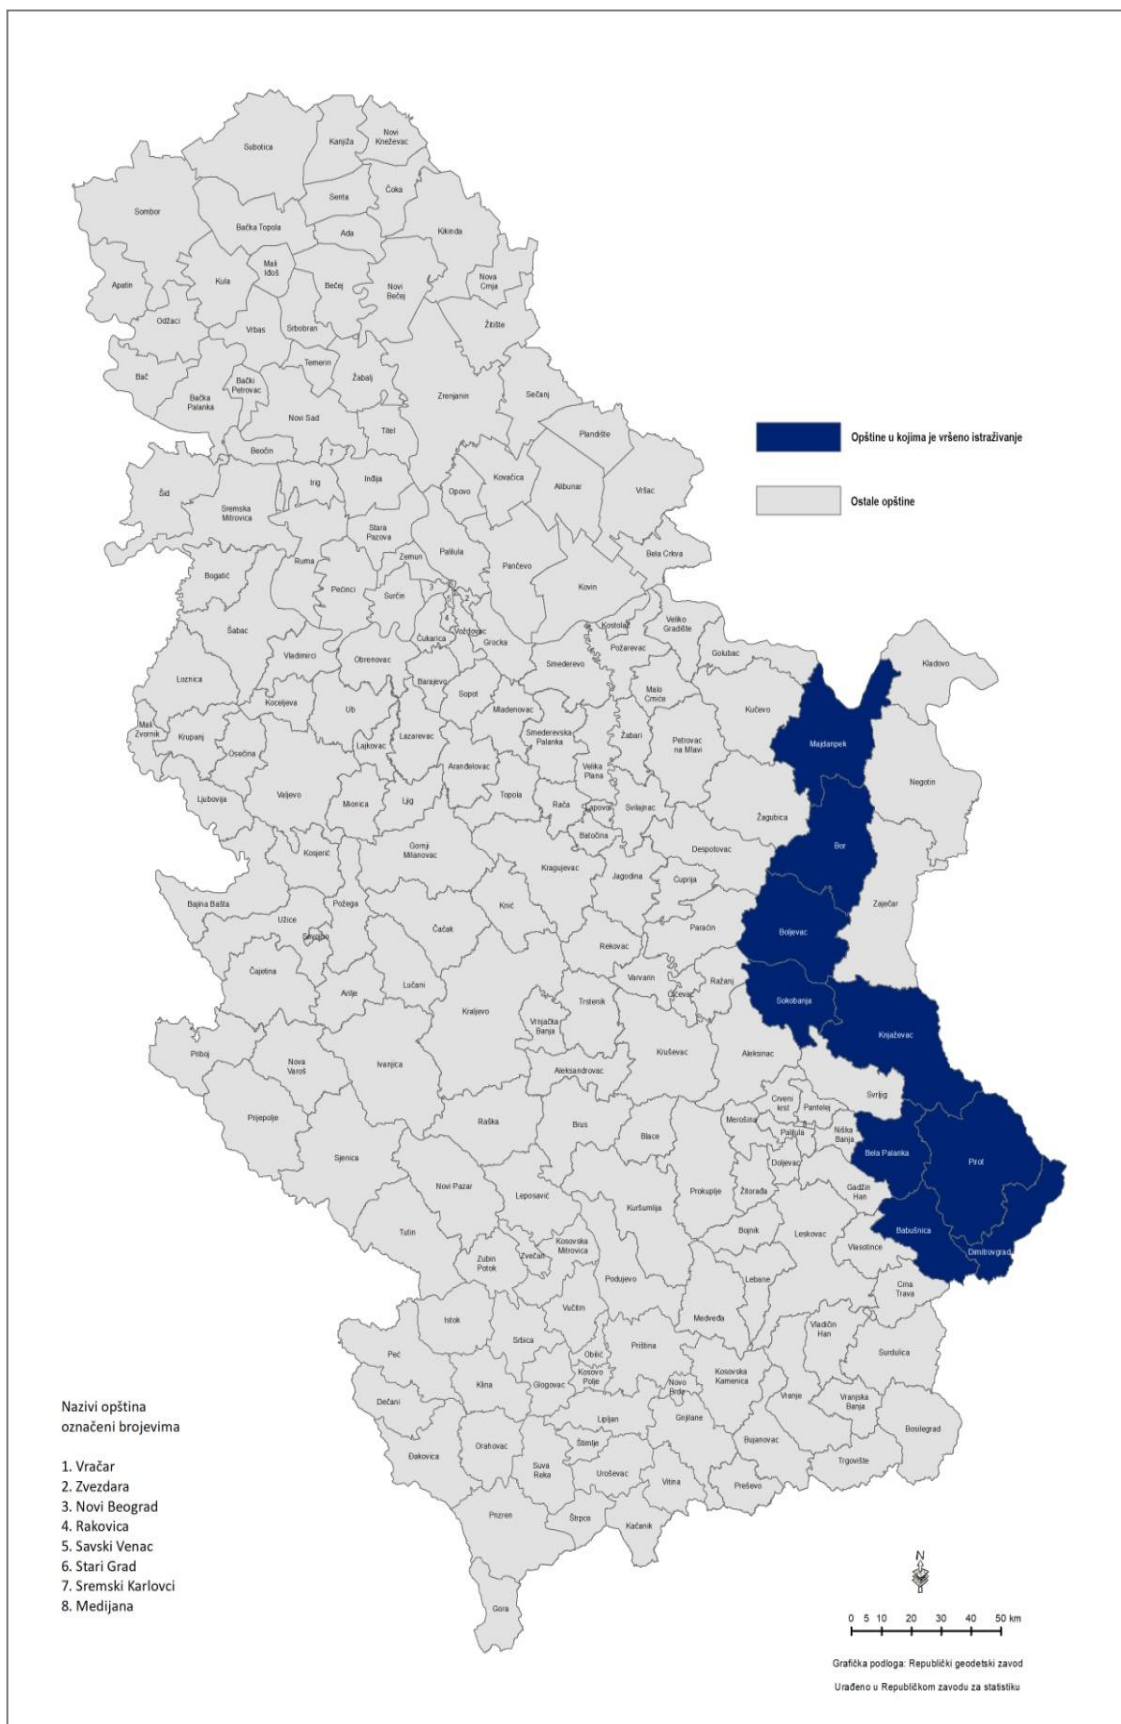 Subotica
Kanjiža
Novi
Kneževac
Sombor
Senta
Čoka
Bačka Topola
Ada
Kikinda
Apatin
Kula
Mali
Iđoš
Bečej
Novi
Bečej
Nova
Crnja
Odžaci
Vrbas
Srbobran
Žitište
Bač
Bačka
Palanka
Bački
Petrovac
Temerin
Žabalj
Zrenjanin
Sečanj
Novi Sad
Titel
Plandište
Opštine u kojima je vršeno istraživanje
Beočin
7
Šid
Sremska
Mitrovica
Irig
Inđija
Opovo
Kovačica
Alibunar
Vršac
Ostale opštine
Stara
Pazova
Ruma
Zemun
Palilula
Pančevo
Bela Crkva
Bogatić
Pećinci
Surčin
3
2
4
Kovin
Šabac
Čukarica
Voždovac
Grocka
Kostolac
Veliko
Gradište
Požarevac
Golubac
Kladovo
Vladimirci
Obrenovac
Smederevo
Loznica
Barajevo
Sopot
Malo
Crniće
Kučevo
Koceljeva
Ub
Mladenovac
Mali
Zvornik
Krupanj
Osečina
Lajkovac
Lazarevac
Smederevska
Palanka
Žabari
Petrovac
na Mlavi
Majdanpek
Aranđelovac
Velika
Plana
Negotin
Ljubovija
Valjevo
Mionica
Ljig
Topola
Rača
Lapovo
Svilajnac
Žagubica
Batočina
Kosjerić
Gornji
Milanovac
Despotovac
Bor
Kragujevac
Jagodina
Ćuprija
Bajina Bašta
Požega
Knić
Zaječar
Užice
Sevojno
Čačak
Paraćin
Boljevac
Rekovac
Čajetina
Arilje
Lučani
Varvarin
Ćićevac
Ražanj
Sokobanja
Kraljevo
Trstenik
Vrnjačka
Banja
Knjaževac
Priboj
Nova
Varoš
Ivanjica
Kruševac
Aleksinac
Aleksandrovac
Svrljig
Prijepolje
Raška
Brus
Blace
Merošina
Crveni
krst
Pantelej
Palilula
Niška
Banja
Bela Palanka
Pirot
Sjenica
Doljevac
Novi Pazar
Leposavić
Kuršumlija
Prokuplje
Žitorađa
Gadžin
Han
Tutin
Bojnik
Leskovac
Babušnica
Vlasotince
Dimitrovgrad
Zubin
Potok
Zvečan
Kosovska
Mitrovica
Podujevo
Lebane
Crna
Trava
Istok
Vučitrn
Medveđa
Vladičin
Han
Srbica
Surdulica
Peć
Obilić
Priština
Klina
Glogovac
Kosovo
Polje
Novo
Brdo
Kosovska
Kamenica
Vranje
Vranjska
Banja
Dečani
Lipljan
Gnjilane
Bosilegrad
Đakovica
Orahovac
Štimlje
Bujanovac
Suva
Reka
Uroševac
Vitina
Trgovište
Preševo
Prizren
Štrpce
Kačanik
Gora
Nazivi opština
označeni brojevima
1. Vračar
2. Zvezdara
3. Novi Beograd
4. Rakovica
5. Savski Venac
6. Stari Grad
7. Sremski Karlovci
8. Medijana
N
0 5 10 20 30 40 50 km
Grafička podloga: Republički geodetski zavod
Urađeno u Republičkom zavodu za statistiku